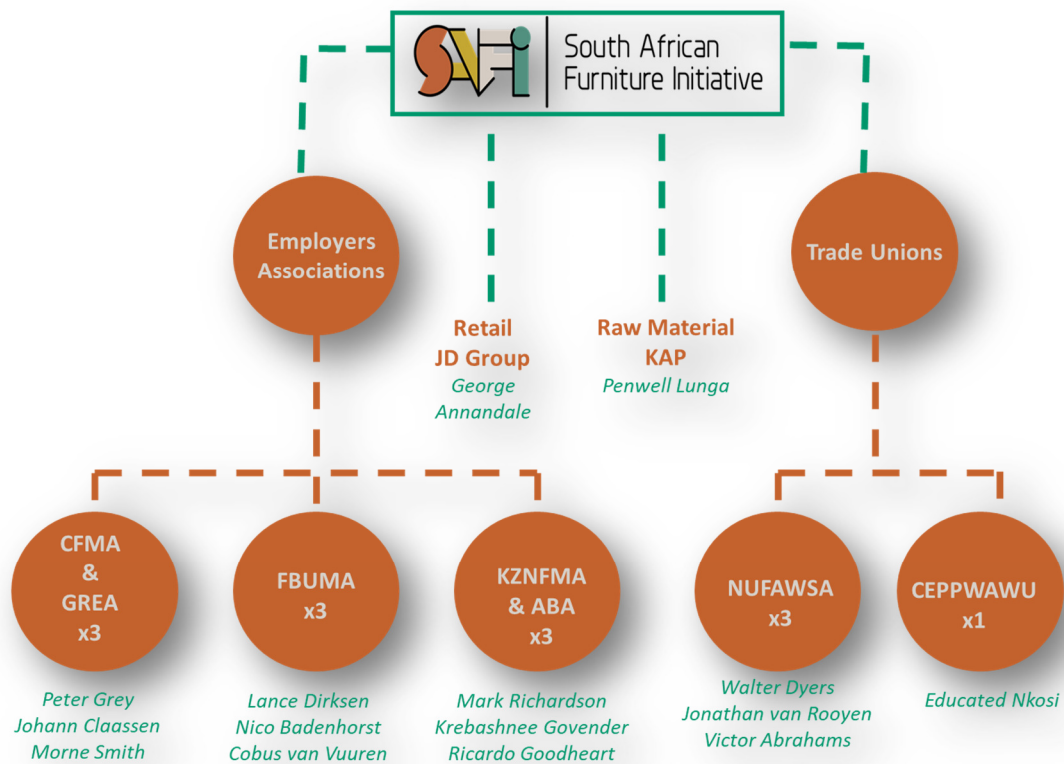 SAFI
South African
Furniture Initiative
Employers
Associations
Trade Unions
Retail
JD Group
George
Annandale
Raw Material
KAP
Penwell Lunga
CFMA
&
GREA
x3
FBUMA
x3
KZNFMA
& ABA
x3
NUFAWSA
x3
CEPPWAWU
x1
Peter Grey
Johann Claassen
Morne Smith
Lance Dirksen
Nico Badenhorst
Cobus van Vuuren
Mark Richardson
Krebashnee Govender
Ricardo Goodheart
Walter Dyers
Jonathan van Rooyen
Victor Abrahams
Educated Nkosi